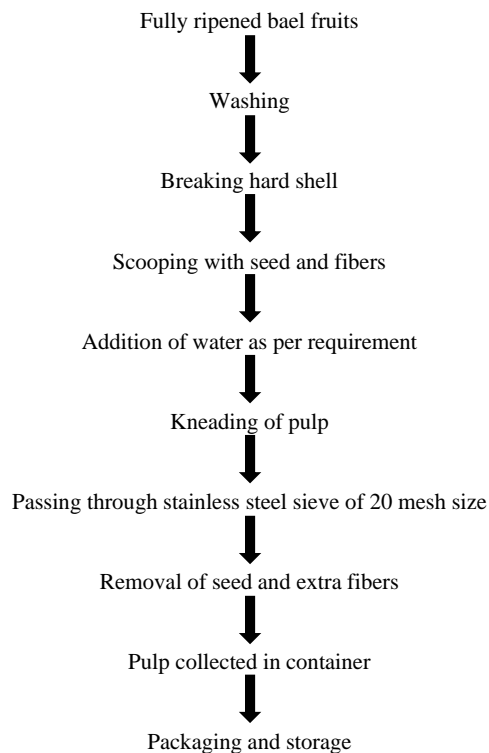 Fully ripened bael fruits
Washing
Breaking hard shell
Scooping with seed and fibers
Addition of water as per requirement
Kneading of pulp
Passing through stainless steel sieve of 20 mesh size
Removal of seed and extra fibers
Pulp collected in container
Packaging and storage